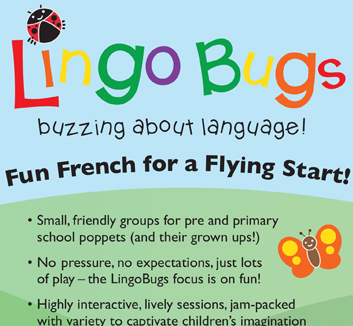 Lingo Bugs
buzzing about language!
Fun French for a Flying Start!
• Small, friendly groups for pre and primary
school poppets (and their grown ups!)
• No pressure, no expectations, just lots
of play – the LingoBugs focus is on fun!
• Highly interactive, lively sessions, jam-packed
with variety to captivate children's imagination